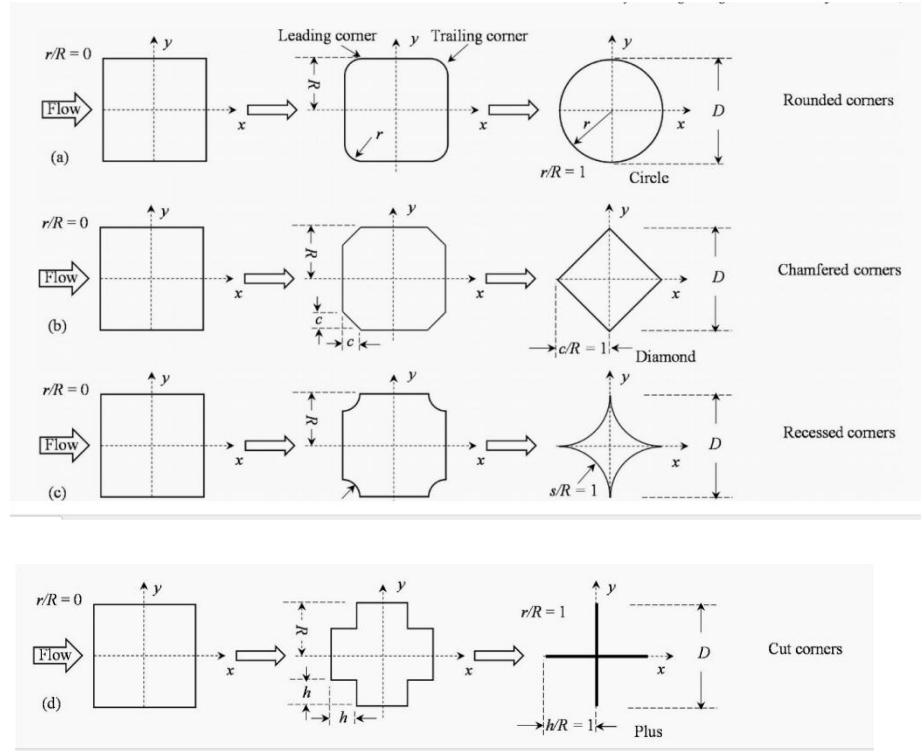 r/R = 0
y
Leading corner
y
Trailing corner
y
Flow
R
D
Rounded corners
x
x
r
x
r
(a)
r/R = 1
Circle
r/R = 0
y
y
y
Flow
R
D
Chamfered corners
x
x
x
(b)
c
c
c/R = 1
Diamond
r/R = 0
y
y
y
Flow
R
D
Recessed corners
x
x
x
(c)
s/R = 1
r/R = 0
y
y
y
r/R = 1
Flow
R
D
Cut corners
x
x
x
(d)
h
h
h/R = 1
Plus